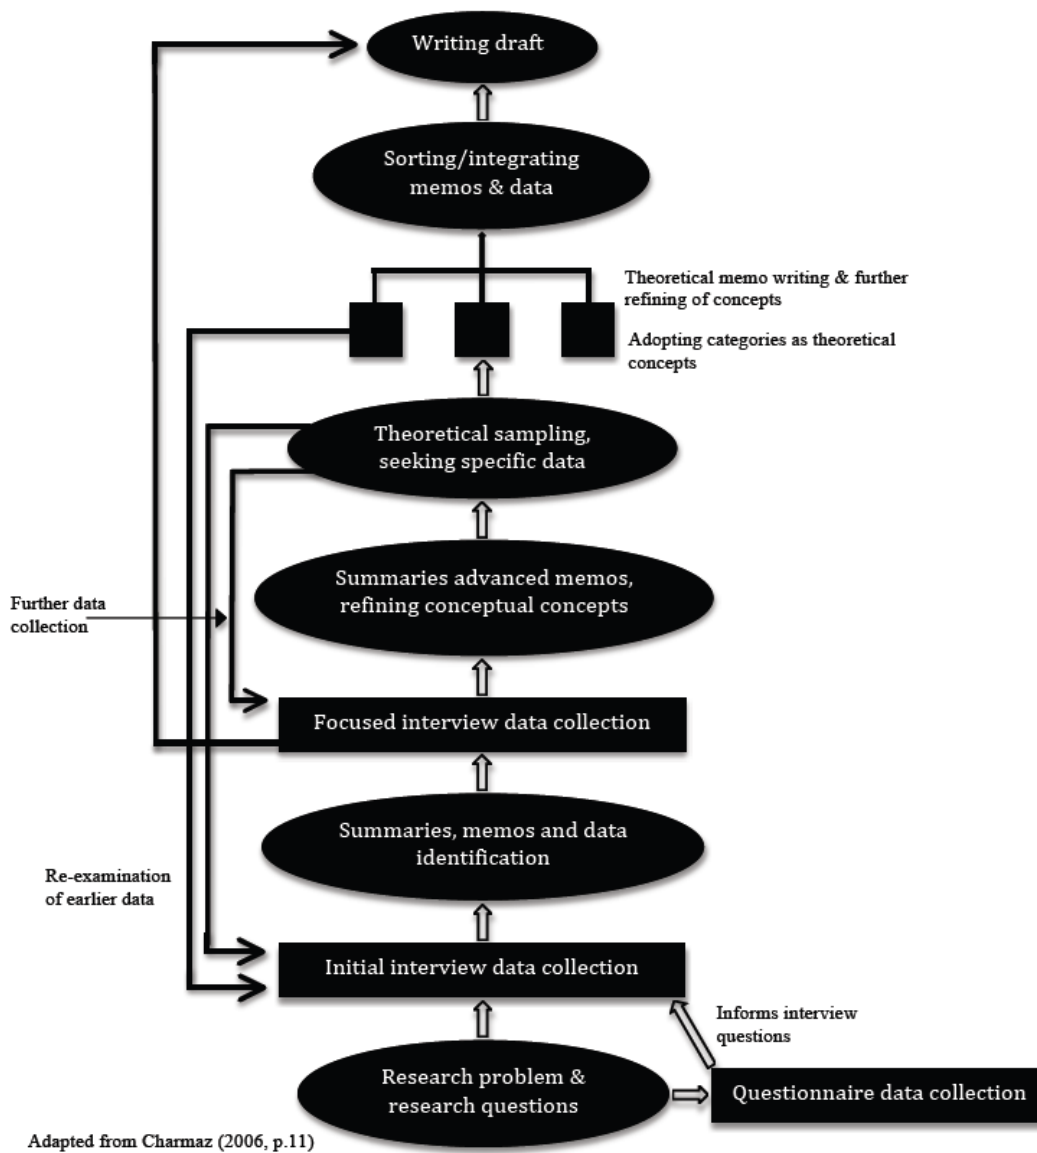 Writing draft
Sorting/integrating
memos & data
Theoretical memo writing & further
refining of concepts
Adopting categories as theoretical
concepts
Theoretical sampling,
seeking specific data
Summaries advanced memos,
refining conceptual concepts
Further data
collection
Focused interview data collection
Summaries, memos and data
identification
Re-examination
of earlier data
Initial interview data collection
Informs interview
questions
Research problem &
research questions
Questionnaire data collection
Adapted from Charmaz (2006, p.11)